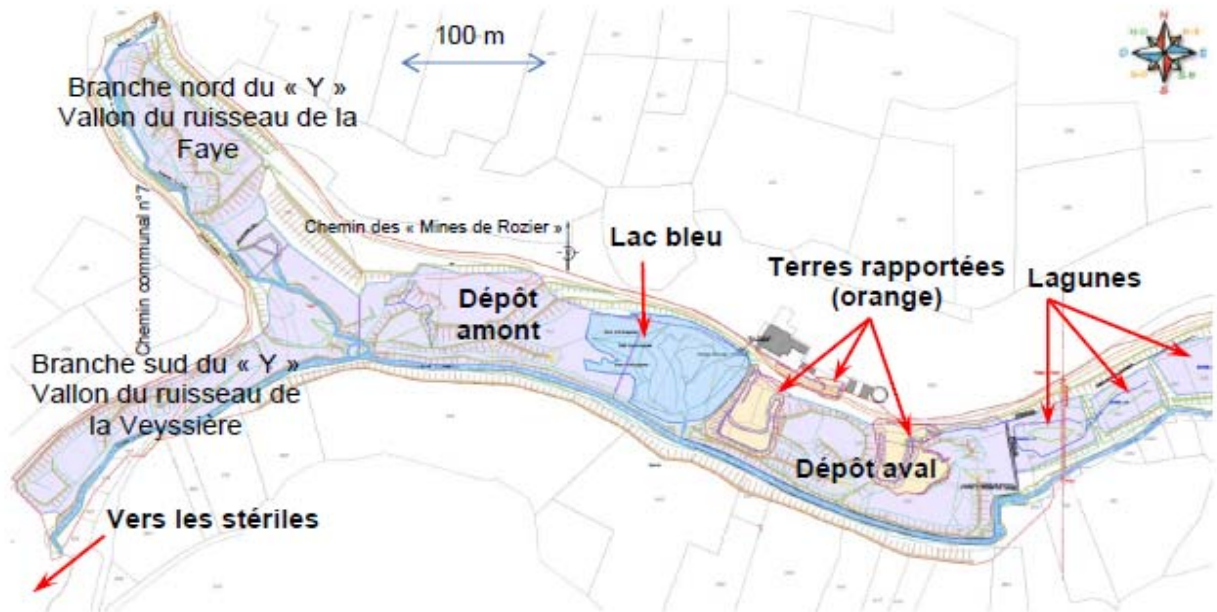 100 m
N
N-O
N-E
O
E
S-O
S-E
S
Branche nord du « Y »
Vallon du ruisseau de la
Faye
Chemin communal n°7
Chemin des « Mines de Rozier »
Lac bleu
Terres rapportées
(orange)
Lagunes
Dépôt
amont
Branche sud du « Y »
Vallon du ruisseau de
la Veyssière
Dépôt aval
Vers les stériles